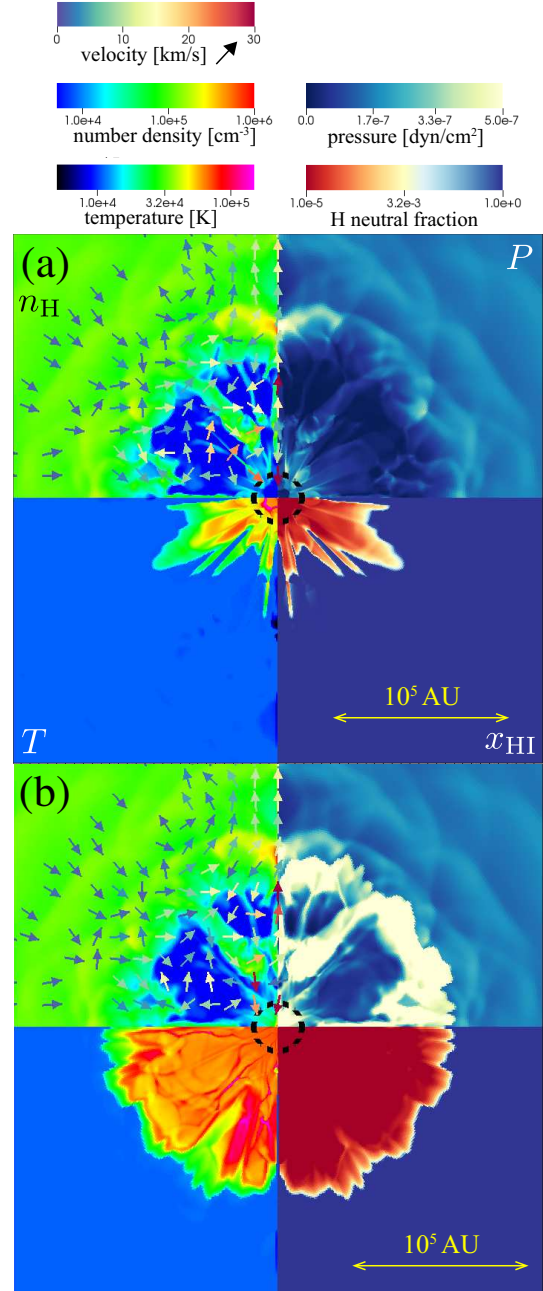 0 10 20 30
velocity [km/s]
1.0e+4 1.0e+5 1.0e+6
number density [cm⁻³]
0.0 1.7e-7 3.3e-7 5.0e-7
pressure [dyn/cm²]
1.0e+4 3.2e+4 1.0e+5
temperature [K]
1.0e-5 3.2e-3 1.0e+0
H neutral fraction
(a) P
n_H
10⁵ AU
T x_HI
(b)
10⁵ AU